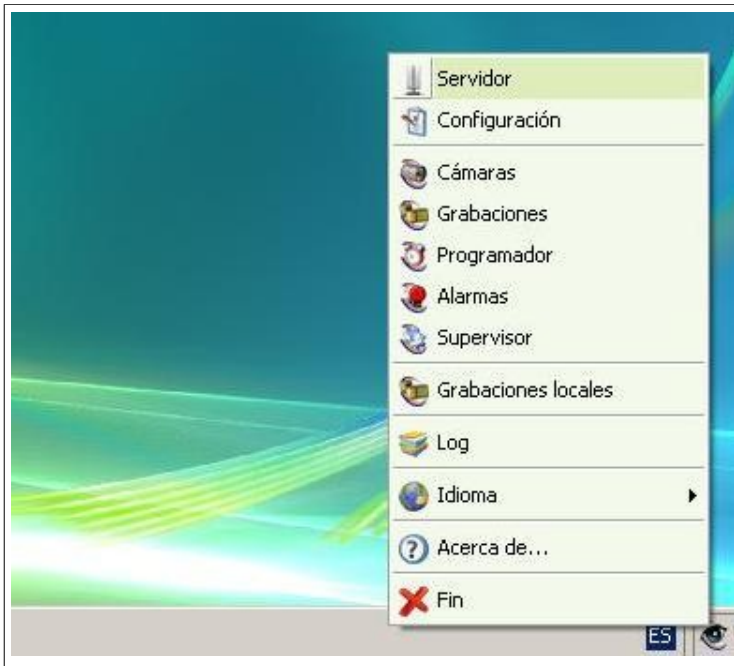 Servidor
Configuración
Cámaras
Grabaciones
Programador
Alarmas
Supervisor
Grabaciones locales
Log
Idioma
Acerca de...
Fin
ES